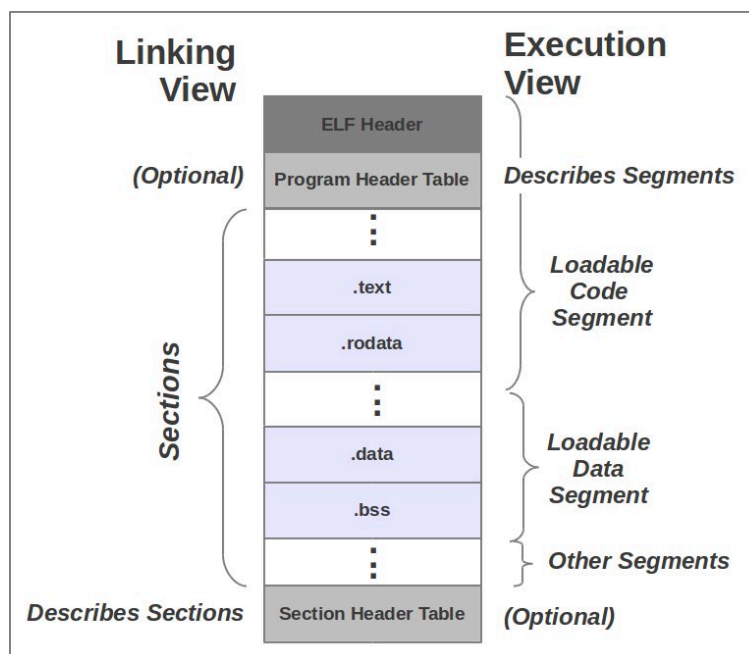 Linking
View
Execution
View
ELF Header
(Optional)
Program Header Table
Describes Segments
.text
.rodata
Loadable
Code
Segment
Sections
.data
.bss
Loadable
Data
Segment
Other Segments
Describes Sections
Section Header Table
(Optional)